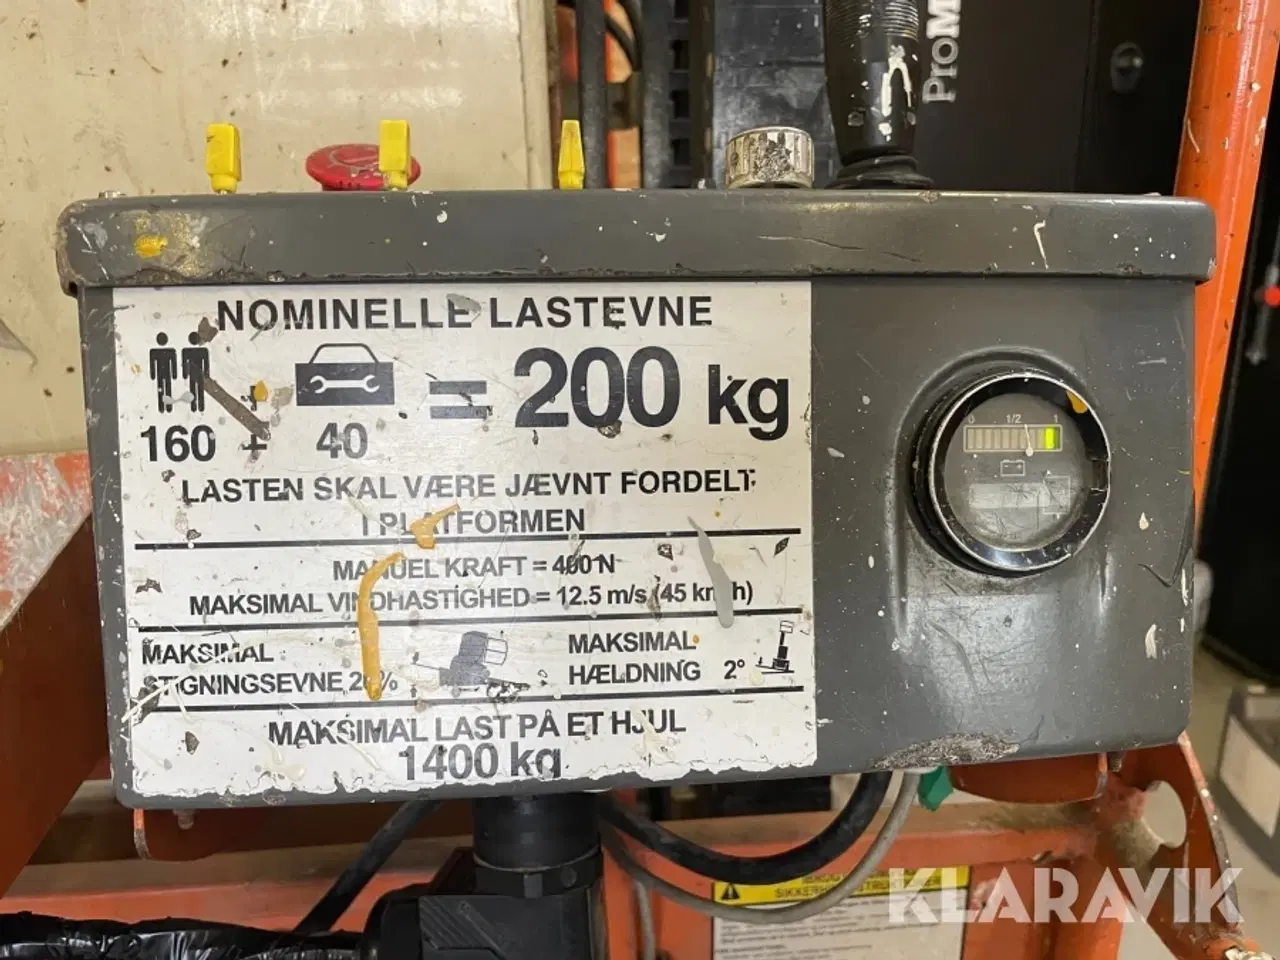 ProM
NOMINELLE LASTEVNE
160 + 40 = 200 kg
LASTEN SKAL VÆRE JÆVNT FORDELT
I PLATFORMEN
MANUEL KRAFT = 400 N
MAKSIMAL VINDHASTIGHED = 12.5 m/s (45 km/h)
MAKSIMAL
STIGNINGSEVNE %
MAKSIMAL
HÆLDNING 2°
MAKSIMAL LAST PÅ ET HJUL
1400 kg
0 1/2 1
KLARAVIK